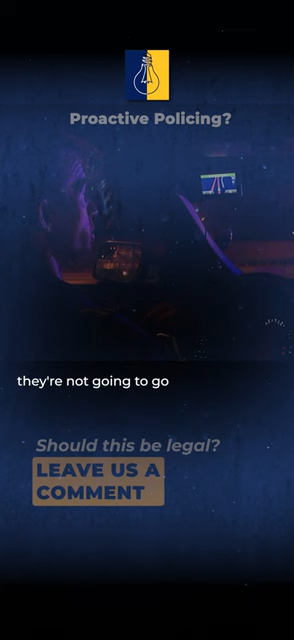 Proactive Policing?
they're not going to go
Should this be legal?
LEAVE US A
COMMENT